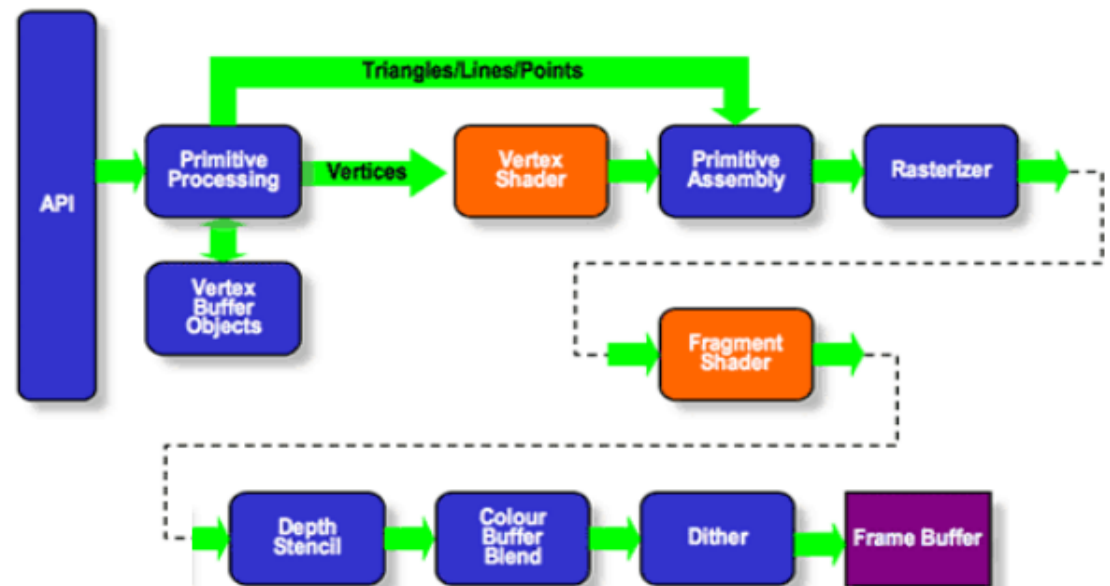 API
Triangles/Lines/Points
Primitive
Processing
Vertices
Vertex
Shader
Primitive
Assembly
Rasterizer
Vertex
Buffer
Objects
Fragment
Shader
Depth
Stencil
Colour
Buffer
Blend
Dither
Frame Buffer